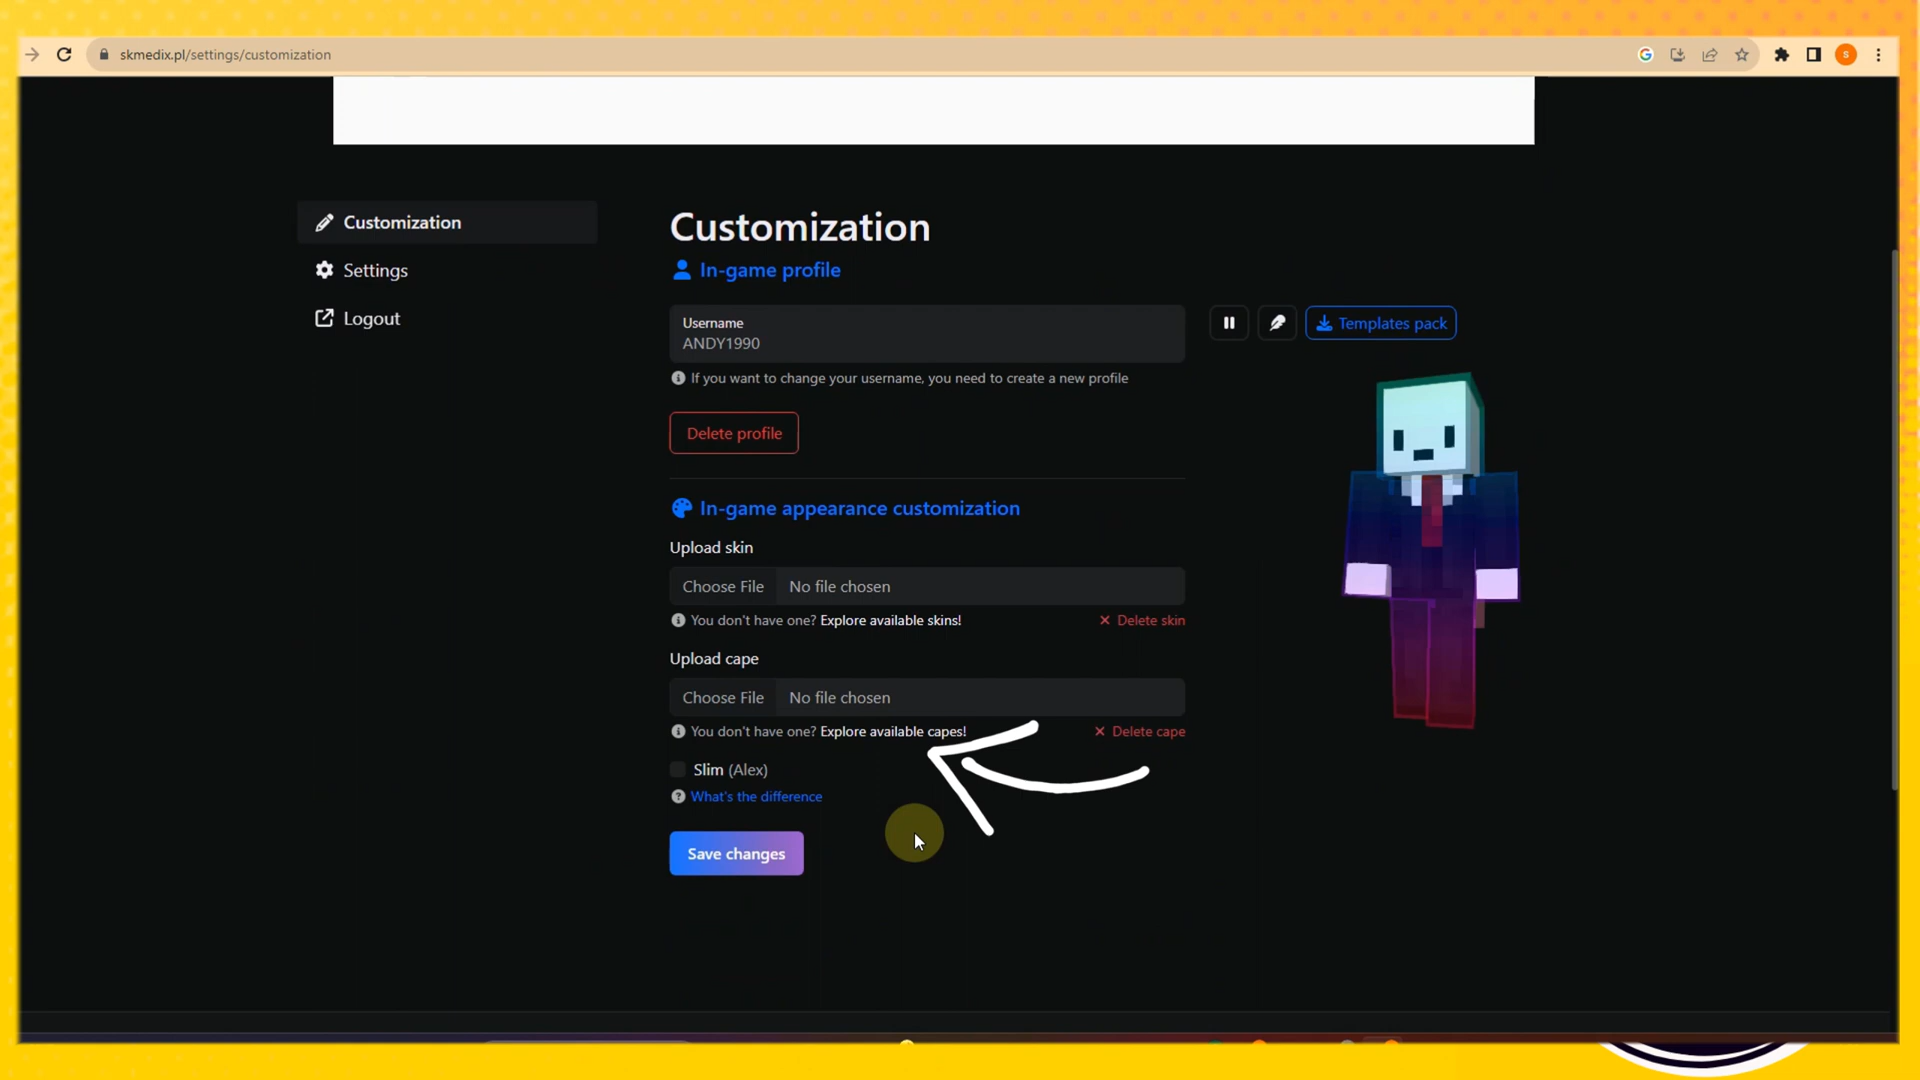 skmedix.pl/settings/customization
S
Customization
Settings
Logout
Customization
In-game profile
Username
ANDY1990
If you want to change your username, you need to create a new profile
Templates pack
Delete profile
In-game appearance customization
Upload skin
Choose File No file chosen
You don't have one? Explore available skins! Delete skin
Upload cape
Choose File No file chosen
You don't have one? Explore available capes! Delete cape
Slim (Alex)
What's the difference
Save changes